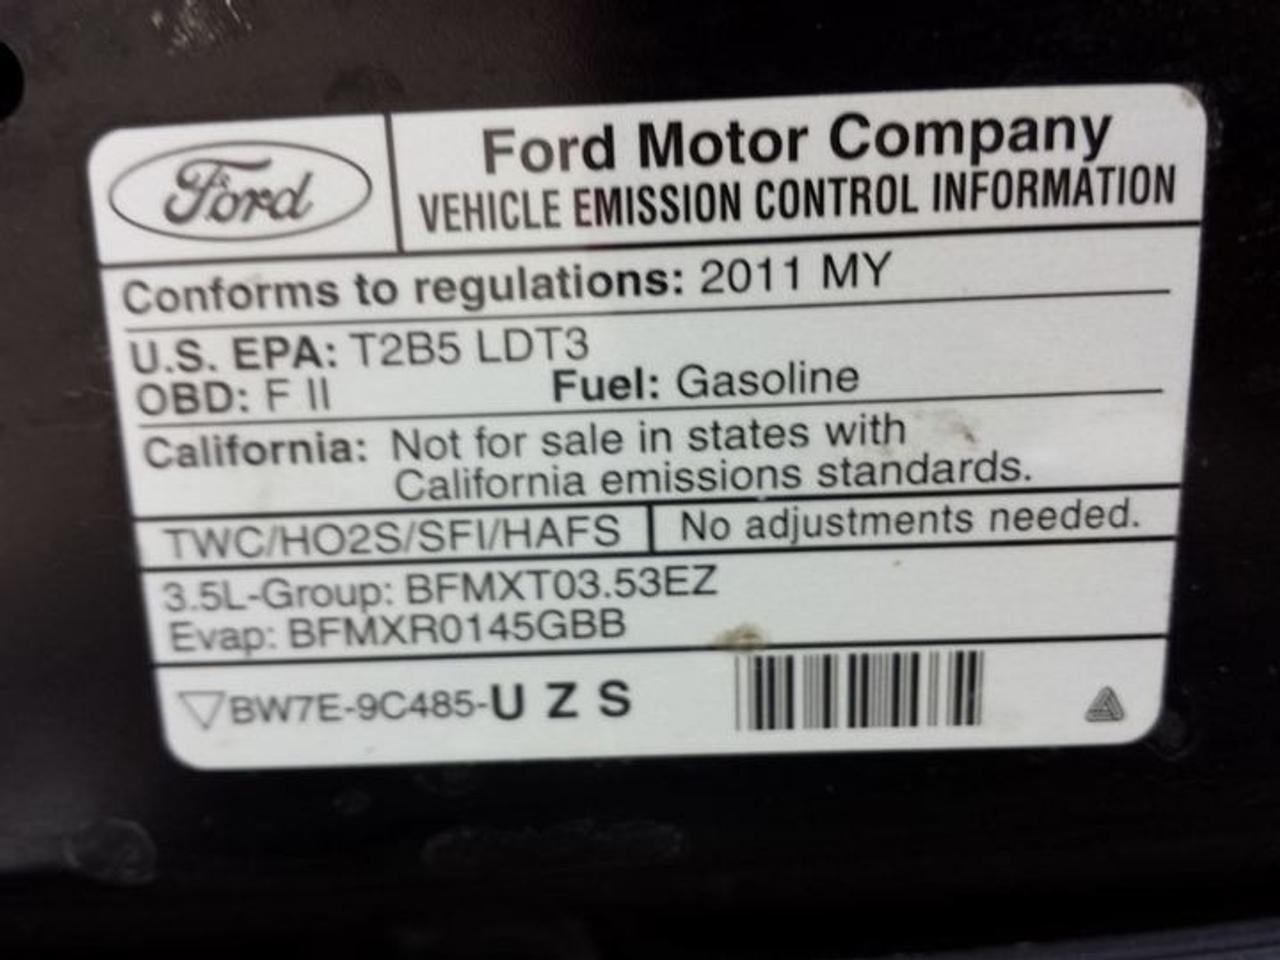 Ford
Ford Motor Company
VEHICLE EMISSION CONTROL INFORMATION
Conforms to regulations: 2011 MY
U.S. EPA: T2B5 LDT3
OBD: F II Fuel: Gasoline
California: Not for sale in states with
California emissions standards.
TWC/HO2S/SFI/HAFS No adjustments needed.
3.5L-Group: BFMXT03.53EZ
Evap: BFMXR0145GBB
BW7E-9C485-U Z S